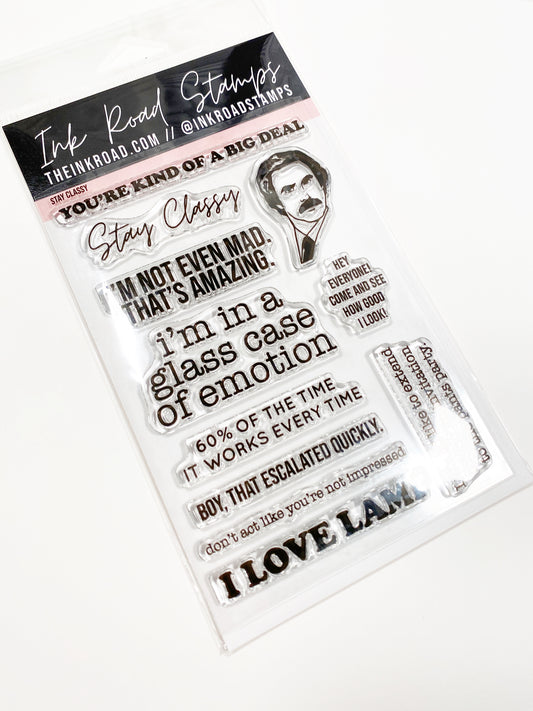 Ink Road Stamps
THEINKROAD.COM // @INKROADSTAMPS
STAY CLASSY
YOU'RE KIND OF A BIG DEAL
Stay Classy
I'M NOT EVEN MAD.
THAT'S AMAZING.
HEY
EVERYONE!
COME AND SEE
HOW GOOD
I LOOK!
i'm in a
glass case
of emotion
60% OF THE TIME
IT WORKS EVERY TIME
like to extend
invitation
pants party
BOY, THAT ESCALATED QUICKLY.
don't act like you're not impressed
I LOVE LAMP